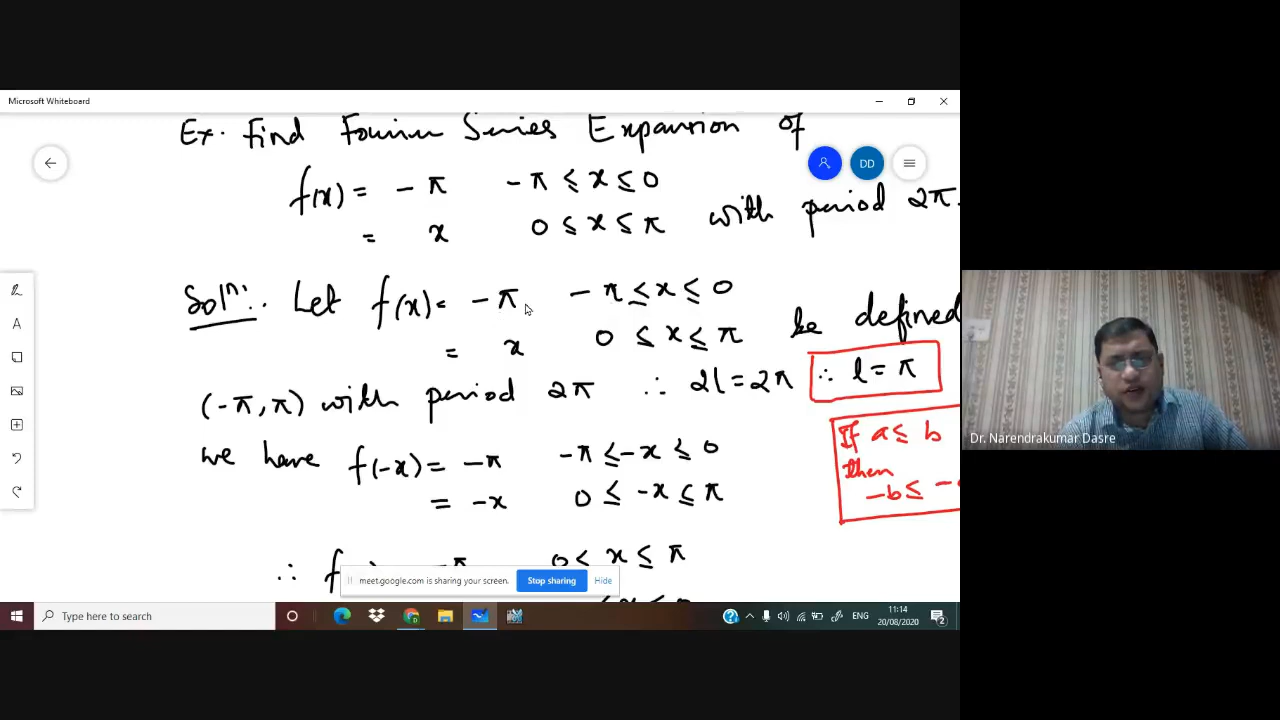 Microsoft Whiteboard
Ex. Find Fourier Series Expansion of
f(x) = - π   - π ≤ x ≤ 0
= x   0 ≤ x ≤ π   with period 2π.
DD
Soln: Let f(x) = - π   - π ≤ x ≤ 0
= x   0 ≤ x ≤ π   be defined
(-π, π) with period 2π   ∴ 2l = 2π   ∴ l = π
we have f(-x) = -π   -π ≤ -x ≤ 0
= -x   0 ≤ -x ≤ π
If a ≤ b
then
-b ≤ -
∴ f   0 < x ≤ π
Dr. Narendrakumar Dasre
meet.google.com is sharing your screen.   Stop sharing   Hide
Type here to search
ENG
11:14
20/08/2020
2